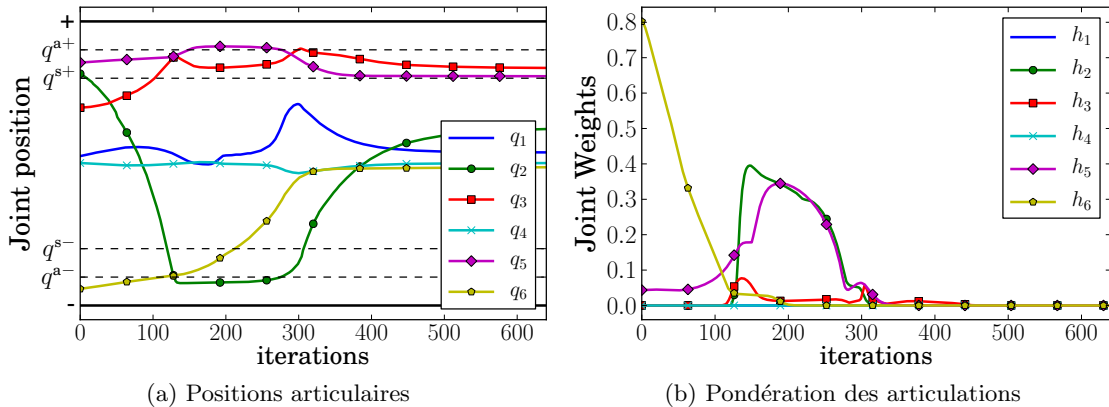 +
q^{a+}
q^{s+}
q^{s−}
q^{a−}
-
Joint position
q_1
q_2
q_3
q_4
q_5
q_6
0 100 200 300 400 500 600
iterations
(a) Positions articulaires
0.8
0.7
0.6
0.5
0.4
0.3
0.2
0.1
0.0
Joint Weights
h_1
h_2
h_3
h_4
h_5
h_6
0 100 200 300 400 500 600
iterations
(b) Pondération des articulations